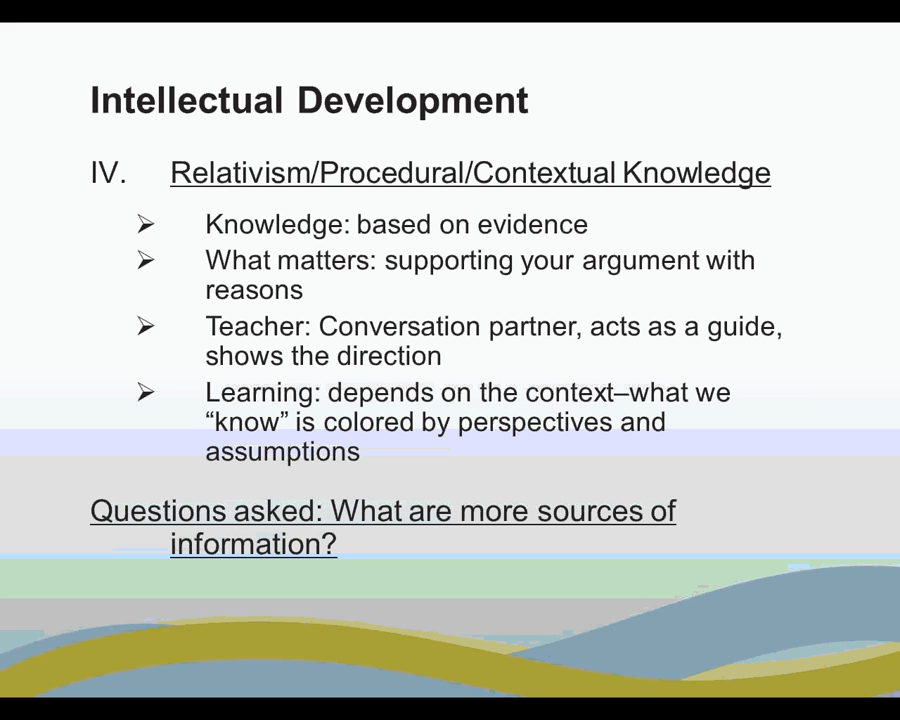 Intellectual Development
IV. Relativism/Procedural/Contextual Knowledge
➢ Knowledge: based on evidence
➢ What matters: supporting your argument with
reasons
➢ Teacher: Conversation partner, acts as a guide,
shows the direction
➢ Learning: depends on the context–what we
“know” is colored by perspectives and
assumptions
Questions asked: What are more sources of
information?